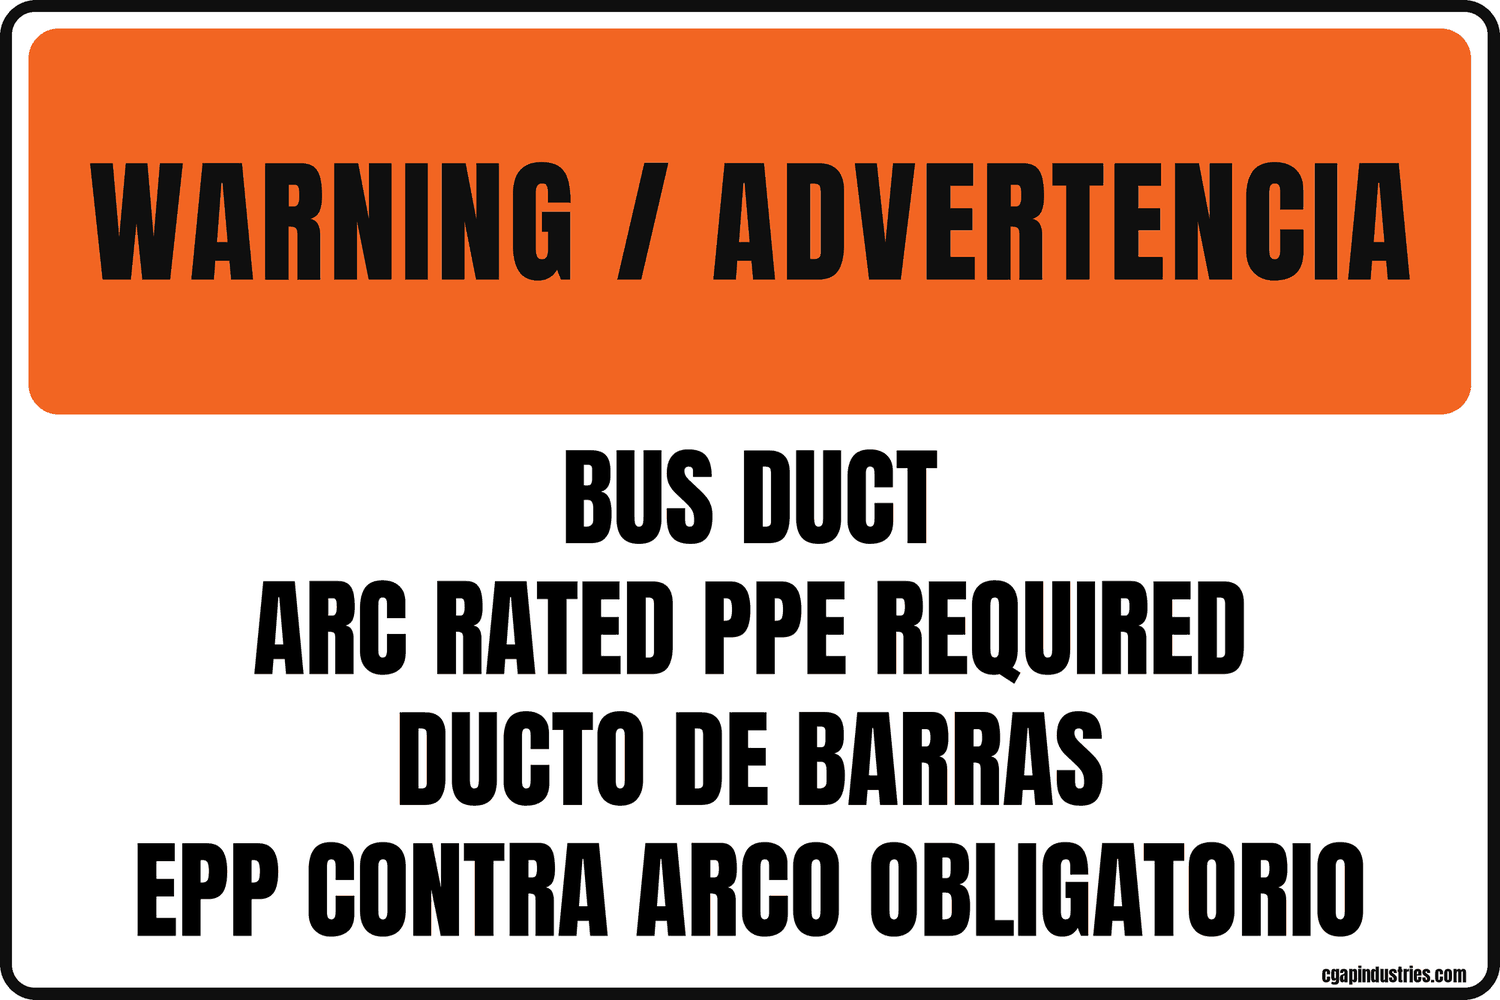 WARNING / ADVERTENCIA
BUS DUCT
ARC RATED PPE REQUIRED
DUCTO DE BARRAS
EPP CONTRA ARCO OBLIGATORIO
cgapindustries.com